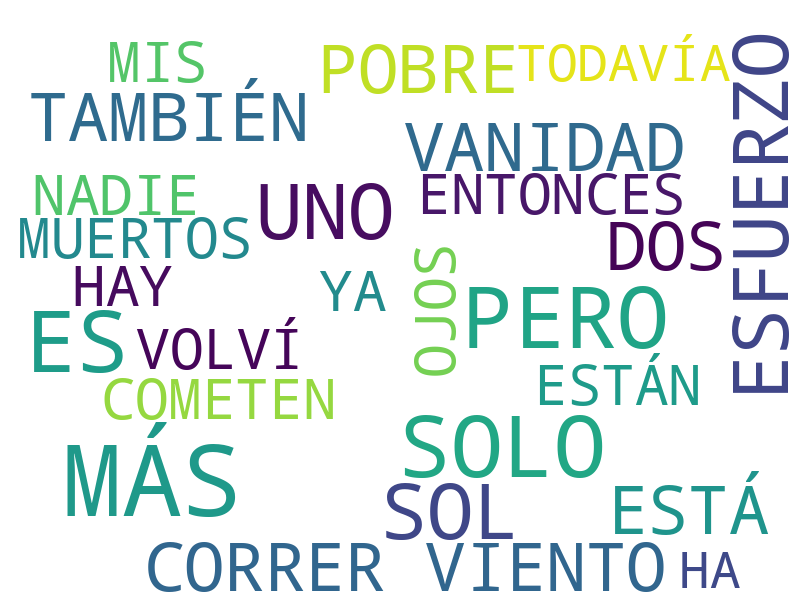 MIS POBRE TODAVÍA
TAMBIÉN VANIDAD
NADIE UNO ENTONCES
MUERTOS DOS
HAY YA OJOS PERO ESFUERZO
ES VOLVÍ
COMETEN ESTÁN
MÁS SOLO
SOL ESTÁ
CORRER VIENTO HA